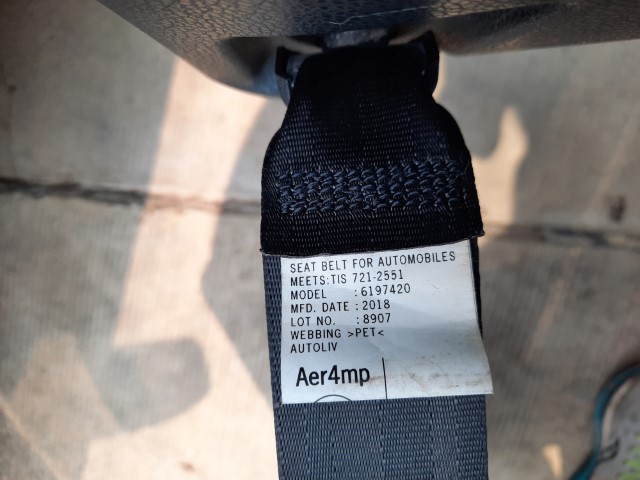 SEAT BELT FOR AUTOMOBILES
MEETS:TIS 721-2551
MODEL :6197420
MFD. DATE :2018
LOT NO. :8907
WEBBING >PET<
AUTOLIV
Aer4mp